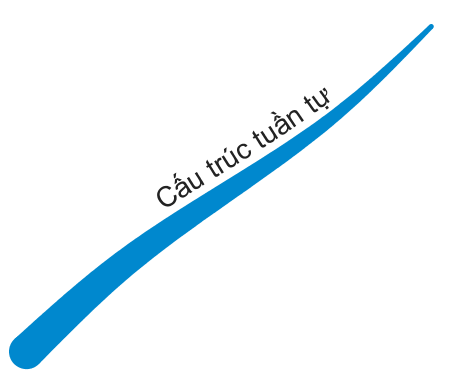 Cấu trúc tuần tự